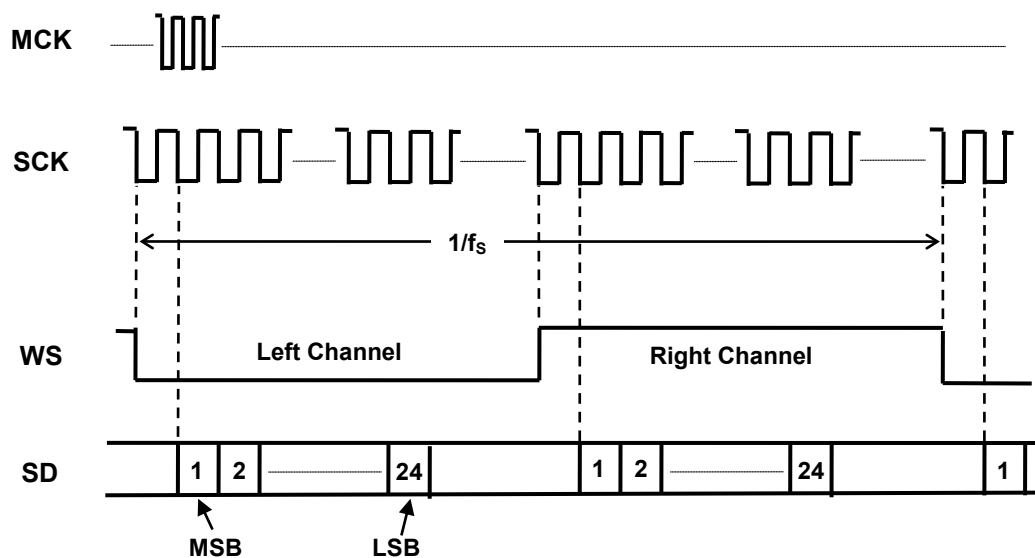 MCK
SCK
1/fS
WS
Left Channel
Right Channel
SD
1 2 24 1 2 24 1
MSB LSB